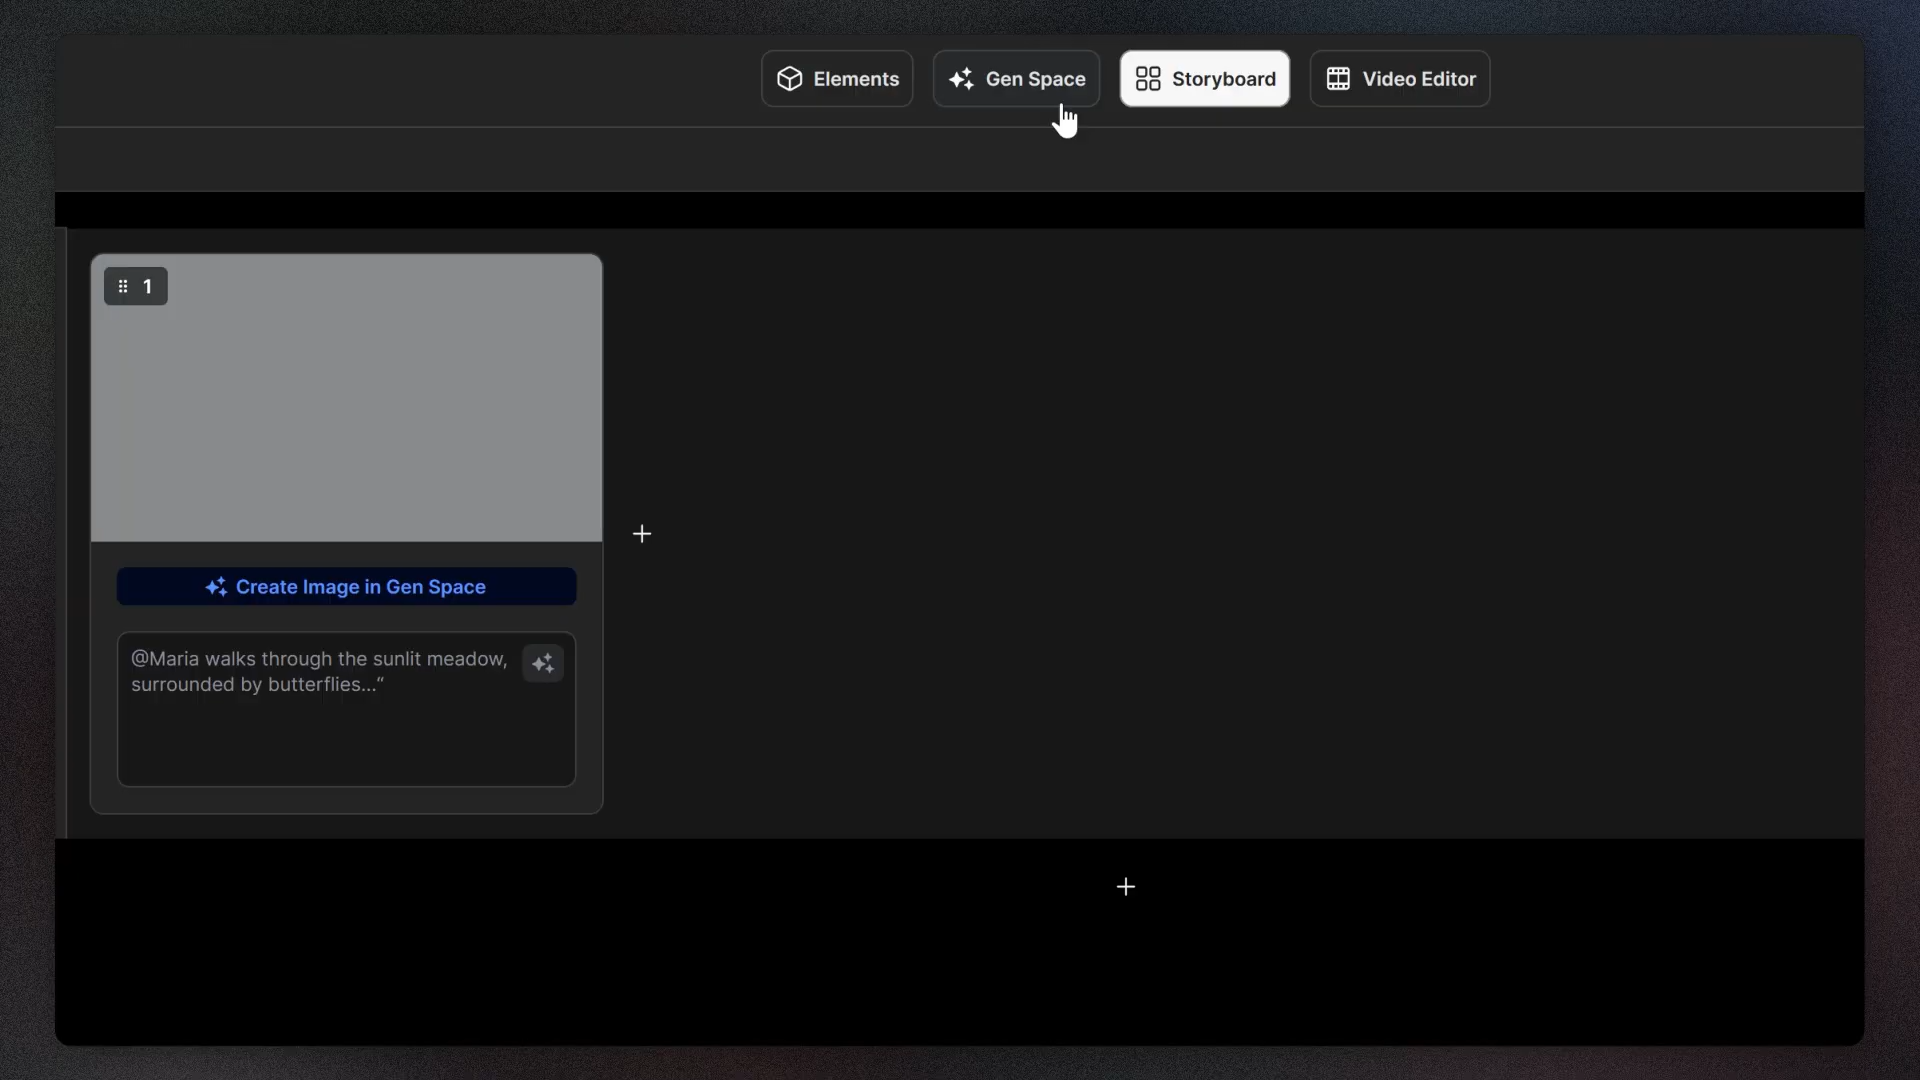 Elements
Gen Space
Storyboard
Video Editor
1
Create Image in Gen Space
@Maria walks through the sunlit meadow,
surrounded by butterflies...“